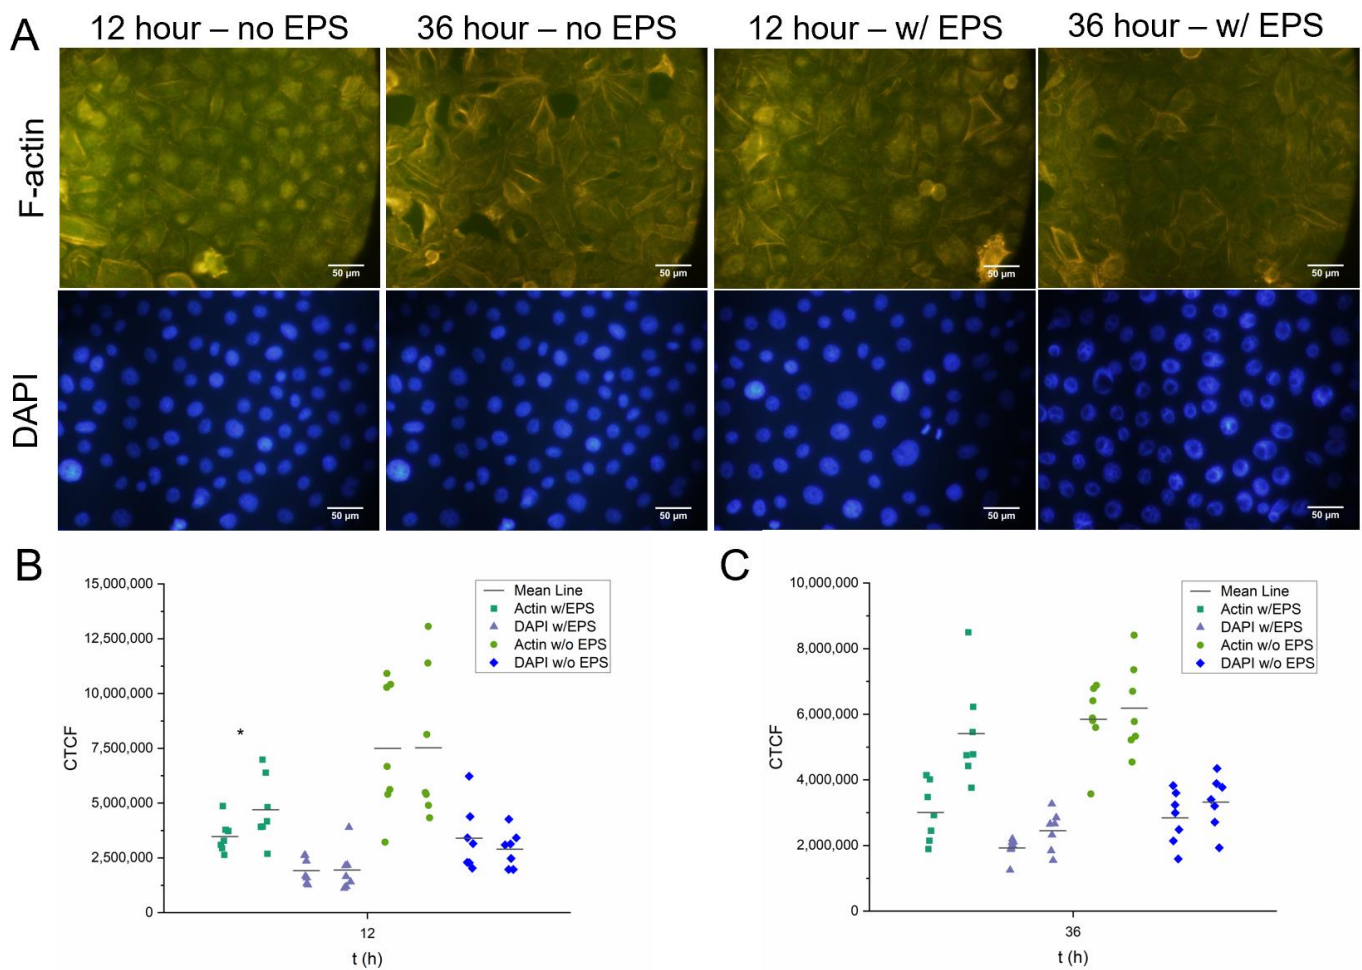 A
12 hour – no EPS
36 hour – no EPS
12 hour – w/ EPS
36 hour – w/ EPS
F-actin
50 µm
50 µm
50 µm
50 µm
DAPI
50 µm
50 µm
50 µm
50 µm
B
15,000,000
12,500,000
10,000,000
7,500,000
5,000,000
2,500,000
0
CTCF
*
Mean Line
Actin w/EPS
DAPI w/EPS
Actin w/o EPS
DAPI w/o EPS
12
t (h)
C
10,000,000
8,000,000
6,000,000
4,000,000
2,000,000
0
CTCF
Mean Line
Actin w/EPS
DAPI w/EPS
Actin w/o EPS
DAPI w/o EPS
36
t (h)